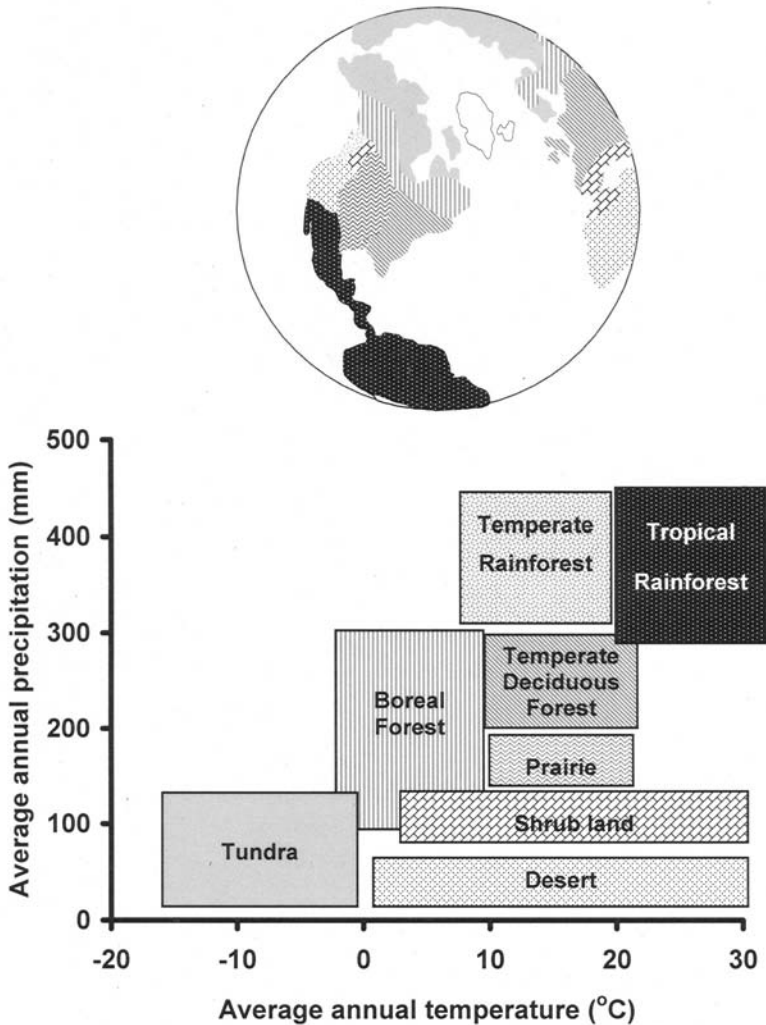 500
400
300
200
100
0
Average annual precipitation (mm)
Temperate
Rainforest
Tropical
Rainforest
Temperate
Deciduous
Forest
Boreal
Forest
Prairie
Shrub land
Tundra
Desert
-20 -10 0 10 20 30
Average annual temperature (°C)